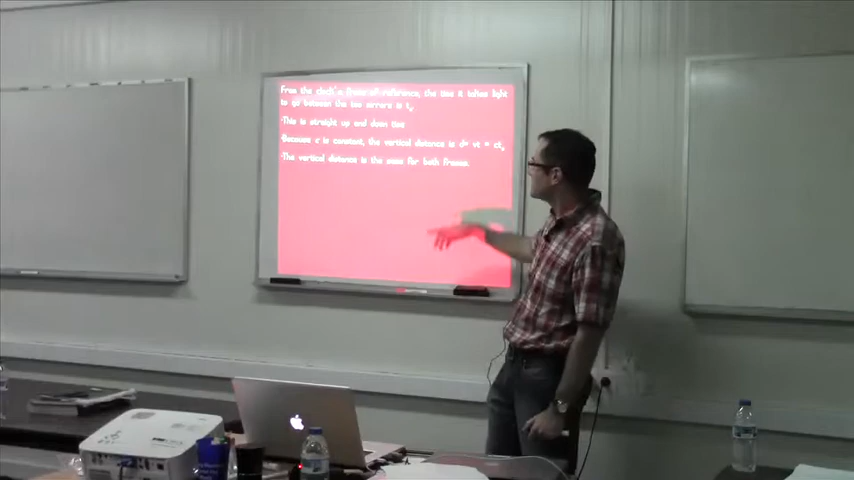 From the clock's frame of reference, the time it takes light
to go between the two mirrors is t₀
•This is straight up and down time
•Because c is constant, the vertical distance is d= vt = ct₀
•The vertical distance is the same for both frames.